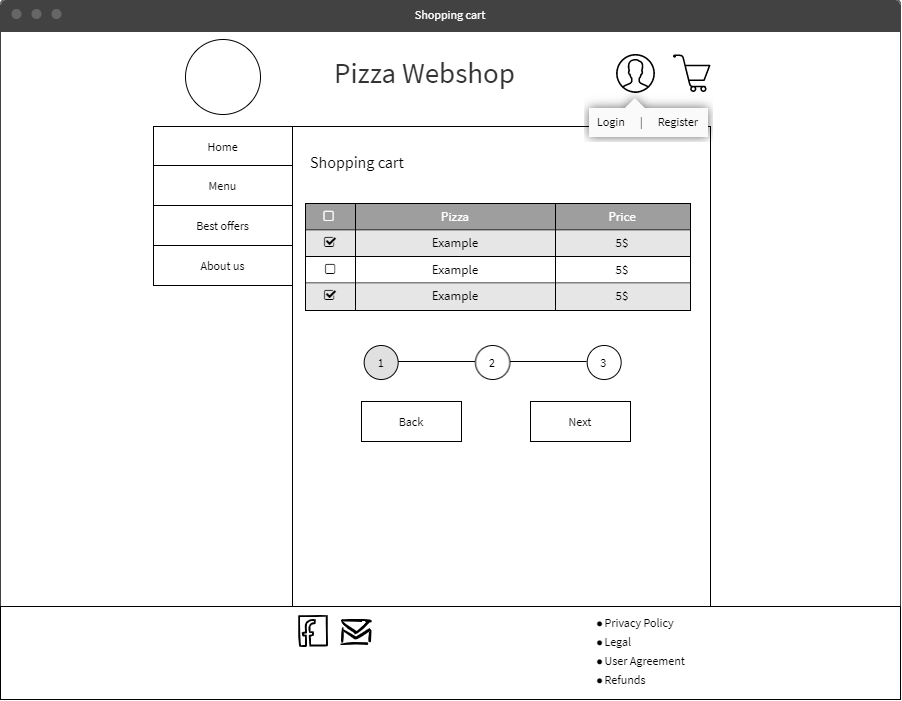 Shopping cart
Pizza Webshop
Login | Register
Home
Menu
Best offers
About us
Shopping cart
Pizza Price
Example 5$
Example 5$
Example 5$
1 2 3
Back Next
f
Privacy Policy
Legal
User Agreement
Refunds